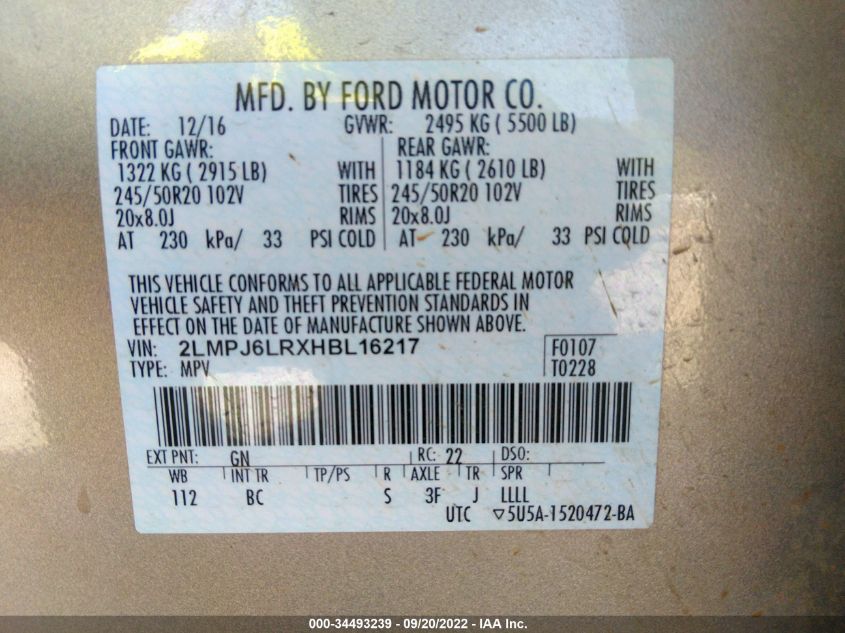 MFD. BY FORD MOTOR CO.
DATE: 12/16 GVWR: 2495 KG ( 5500 LB)
FRONT GAWR: REAR GAWR:
1322 KG ( 2915 LB) WITH 1184 KG ( 2610 LB) WITH
245/50R20 102V TIRES 245/50R20 102V TIRES
20x8.0J RIMS 20x8.0J RIMS
AT 230 kPa/ 33 PSI COLD AT 230 kPa/ 33 PSI COLD
THIS VEHICLE CONFORMS TO ALL APPLICABLE FEDERAL MOTOR
VEHICLE SAFETY AND THEFT PREVENTION STANDARDS IN
EFFECT ON THE DATE OF MANUFACTURE SHOWN ABOVE.
VIN: 2LMPJ6LRXHBL16217 F0107
TYPE: MPV T0228
EXT PNT: GN RC: 22 DSO:
WB INT TR TP/PS R AXLE TR SPR
112 BC S 3F J LLLL
UTC ▽5U5A-1520472-BA
000-34493239 - 09/20/2022 - IAA Inc.